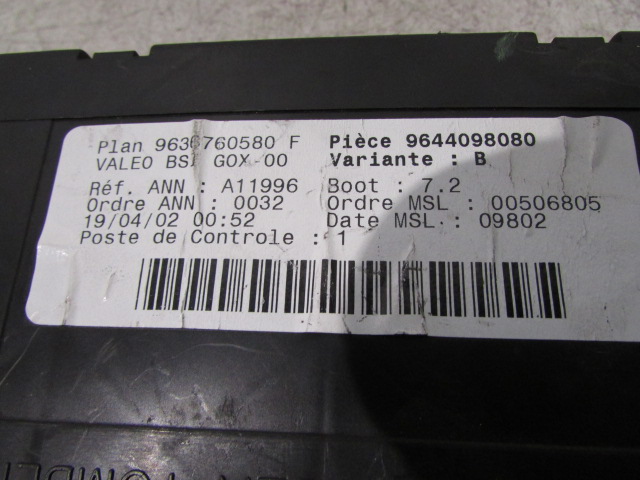 Plan 9636760580 F Pièce 9644098080
VALEO BSI GOX-00 Variante : B
Réf. ANN : A11996 Boot : 7.2
Ordre ANN : 0032 Ordre MSL : 00506805
19/04/02 00:52 Date MSL : 09802
Poste de Controle : 1